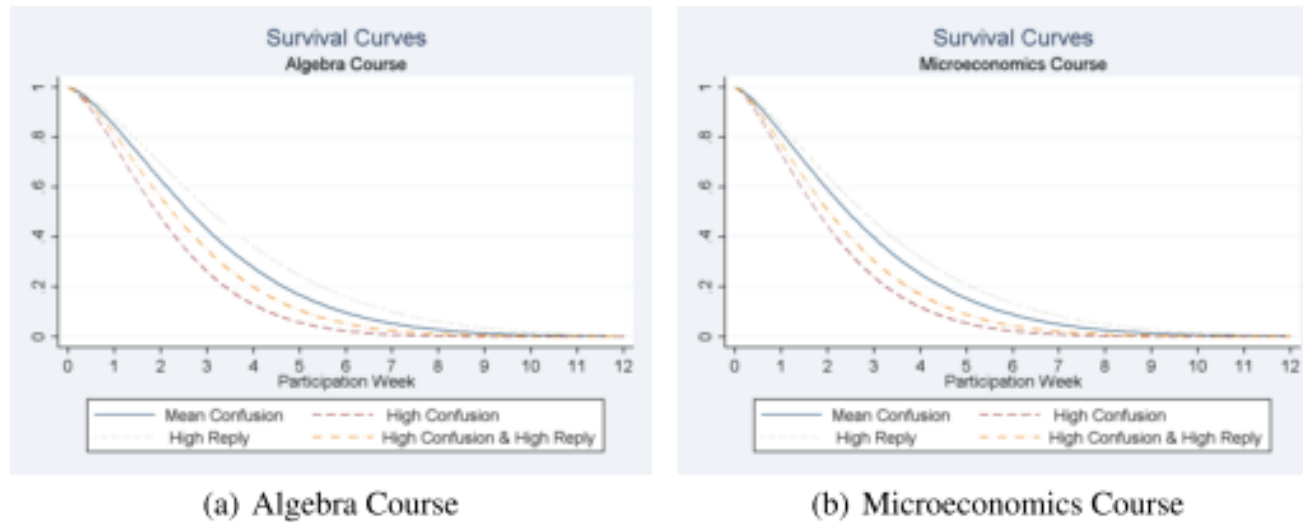 Survival Curves
Algebra Course
1
.8
.6
.4
.2
0
0 1 2 3 4 5 6 7 8 9 10 11 12
Participation Week
Mean Confusion High Confusion
High Reply High Confusion & High Reply
(a) Algebra Course
Survival Curves
Microeconomics Course
1
.8
.6
.4
.2
0
0 1 2 3 4 5 6 7 8 9 10 11 12
Participation Week
Mean Confusion High Confusion
High Reply High Confusion & High Reply
(b) Microeconomics Course